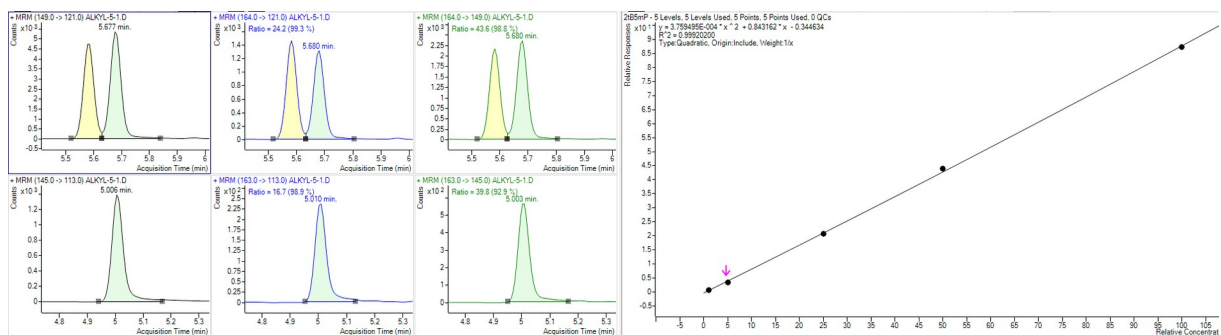 + MRM (149.0 -> 121.0) ALKYL-5-1.D
Counts
x10 3
5.677 min.
5
4.5
4
3.5
3
2.5
2
1.5
1
0.5
0
-0.5
5.5 5.6 5.7 5.8 5.9 6
Acquisition Time (min)
+ MRM (164.0 -> 121.0) ALKYL-5-1.D
Counts
x10 3
Ratio = 24.2 (99.3 %)
5.680 min.
1.6
1.4
1.2
1
0.8
0.6
0.4
0.2
0
5.5 5.6 5.7 5.8 5.9 6
Acquisition Time (min)
+ MRM (164.0 -> 149.0) ALKYL-5-1.D
Counts
x10 3
Ratio = 43.6 (98.8 %)
5.680 min.
2.25
2
1.75
1.5
1.25
1
0.75
0.5
0.25
0
5.5 5.6 5.7 5.8 5.9 6
Acquisition Time (min)
+ MRM (145.0 -> 113.0) ALKYL-5-1.D
Counts
5.006 min.
1.2
1
0.8
0.6
0.4
0.2
0
4.8 4.9 5 5.1 5.2 5.3
Acquisition Time (min)
+ MRM (163.0 -> 113.0) ALKYL-5-1.D
Counts
x10 2
Ratio = 16.7 (98.9 %)
5.010 min.
2.25
2
1.75
1.5
1.25
1
0.75
0.5
0.25
0
4.8 4.9 5 5.1 5.2 5.3
Acquisition Time (min)
+ MRM (163.0 -> 145.0) ALKYL-5-1.D
Counts
x10 2
Ratio = 39.8 (92.9 %)
5.003 min.
6
5
4
3
2
1
0
4.8 4.9 5 5.1 5.2 5.3
Acquisition Time (min)
2tB5mP - 5 Levels, 5 Levels Used, 5 Points, 5 Points Used, 0 QCs
y = 3.759495E-004 * x ^ 2 + 0.843162 * x - 0.344634
R^2 = 0.99920200
Type:Quadratic, Origin:Include, Weight:1/x
Relative Responses
x10 1
8.5
8
7.5
7
6.5
6
5.5
5
4.5
4
3.5
3
2.5
2
1.5
1
0.5
0
-0.5
-5 0 5 10 15 20 25 30 35 40 45 50 55 60 65 70 75 80 85 90 95 100 105
Relative Concentrat